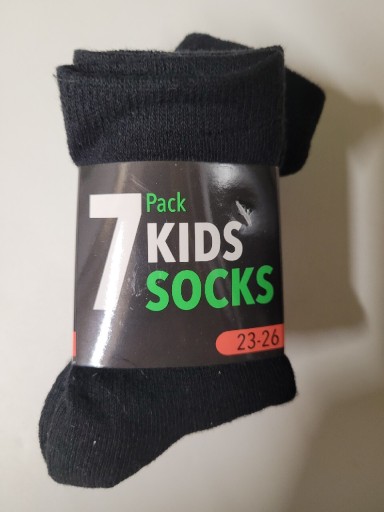 7 Pack
KIDS'
SOCKS
23-26